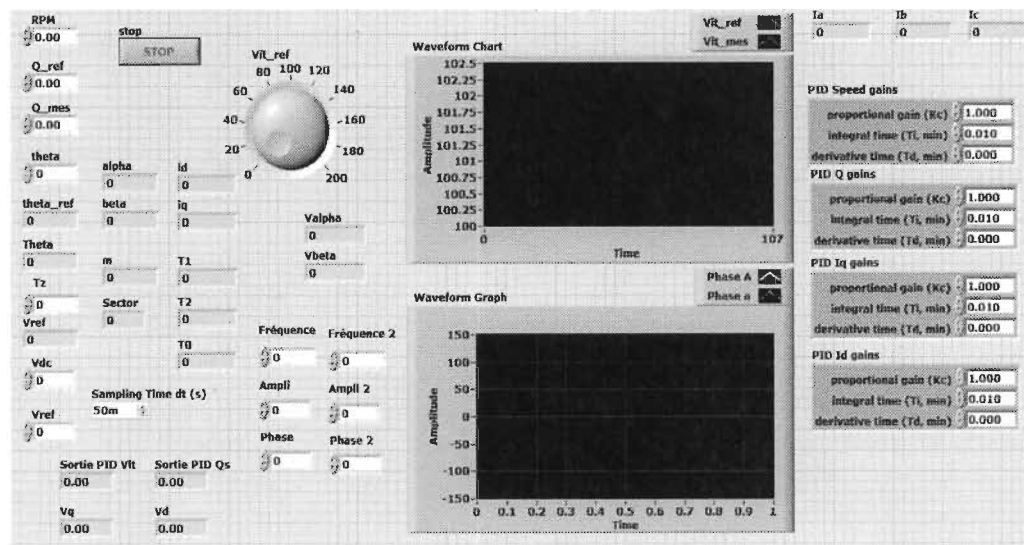 RPM
0.00
Q_ref
0.00
Q_mes
0.00
theta
0
theta_ref
0
Theta
0
Tz
0
Vref
0
Vdc
0
Vref
0
stop
STOP
Vit_ref
0 20 40 60 80 100 120 140 160 180 200
alpha
0
id
0
beta
0
iq
0
m
0
T1
0
Sector
0
T2
0
T0
0
Valpha
0
Vbeta
0
Sampling Time dt (s)
50m
Fréquence
0
Fréquence 2
0
Ampli
0
Ampli 2
0
Phase
0
Phase 2
0
Sortie PID Vit
0.00
Sortie PID Qs
0.00
Vq
0.00
Vd
0.00
Waveform Chart
Vit_ref
Vit_mes
Amplitude
102.5
102.25
102
101.75
101.5
101.25
101
100.75
100.5
100.25
100
0 107
Time
Waveform Graph
Phase A
Phase a
Amplitude
150
100
50
0
-50
-100
-150
0 0.1 0.2 0.3 0.4 0.5 0.6 0.7 0.8 0.9 1
Time
Ia
0
Ib
0
Ic
0
PID Speed gains
proportional gain (Kc) 1.000
integral time (Ti, min) 0.010
derivative time (Td, min) 0.000
PID Q gains
proportional gain (Kc) 1.000
integral time (Ti, min) 0.010
derivative time (Td, min) 0.000
PID Iq gains
proportional gain (Kc) 1.000
integral time (Ti, min) 0.010
derivative time (Td, min) 0.000
PID Id gains
proportional gain (Kc) 1.000
integral time (Ti, min) 0.010
derivative time (Td, min) 0.000